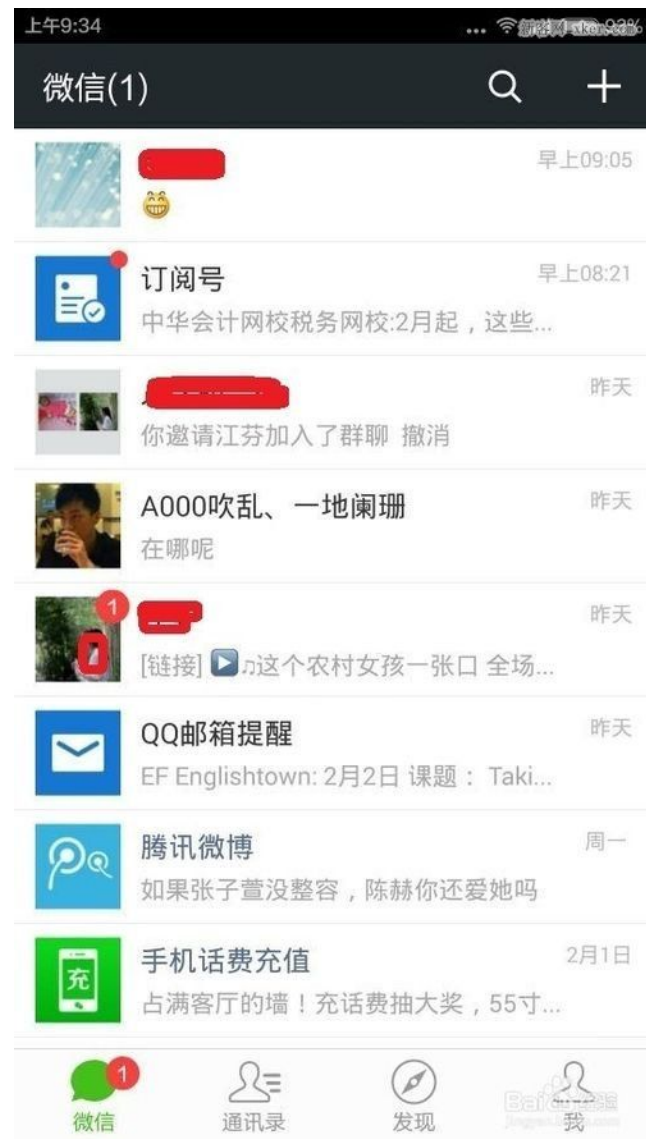 上午9:34
93%
微信(1)
早上09:05
订阅号
早上08:21
中华会计网校税务网校:2月起，这些...
昨天
你邀请江芬加入了群聊 撤消
A000吹乱、一地阑珊
昨天
在哪呢
1
昨天
[链接] ▶♫这个农村女孩一张口 全场...
QQ邮箱提醒
昨天
EF Englishtown: 2月2日 课题： Taki...
腾讯微博
周一
如果张子萱没整容，陈赫你还爱她吗
手机话费充值
2月1日
充
占满客厅的墙！充话费抽大奖，55寸...
1
微信
通讯录
发现
我